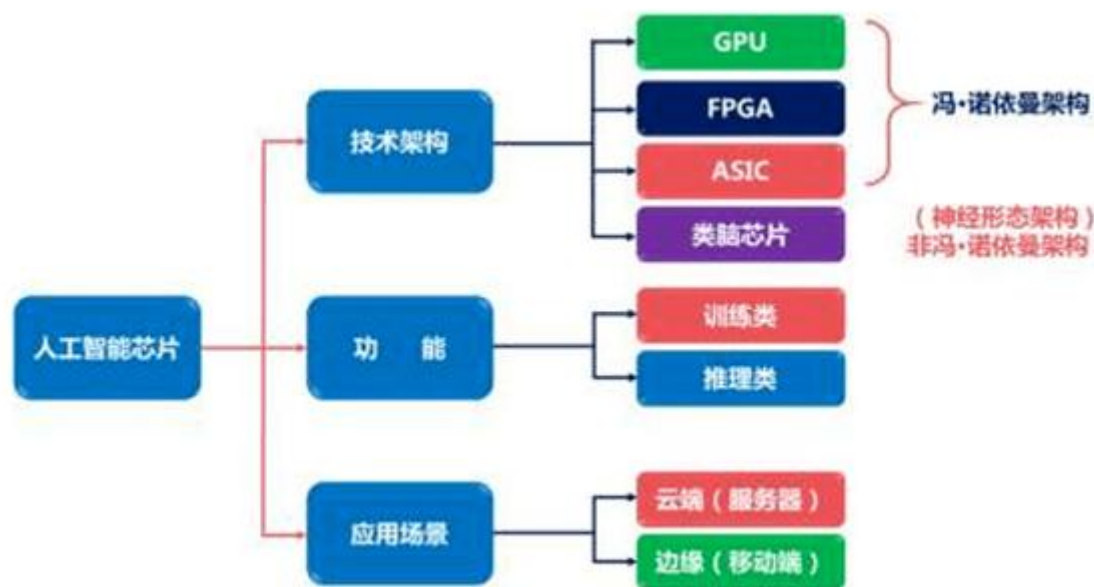 GPU
FPGA
ASIC
类脑芯片
冯·诺依曼架构
（神经形态架构）
非冯·诺依曼架构
技术架构
人工智能芯片
功 能
训练类
推理类
应用场景
云端（服务器）
边缘（移动端）